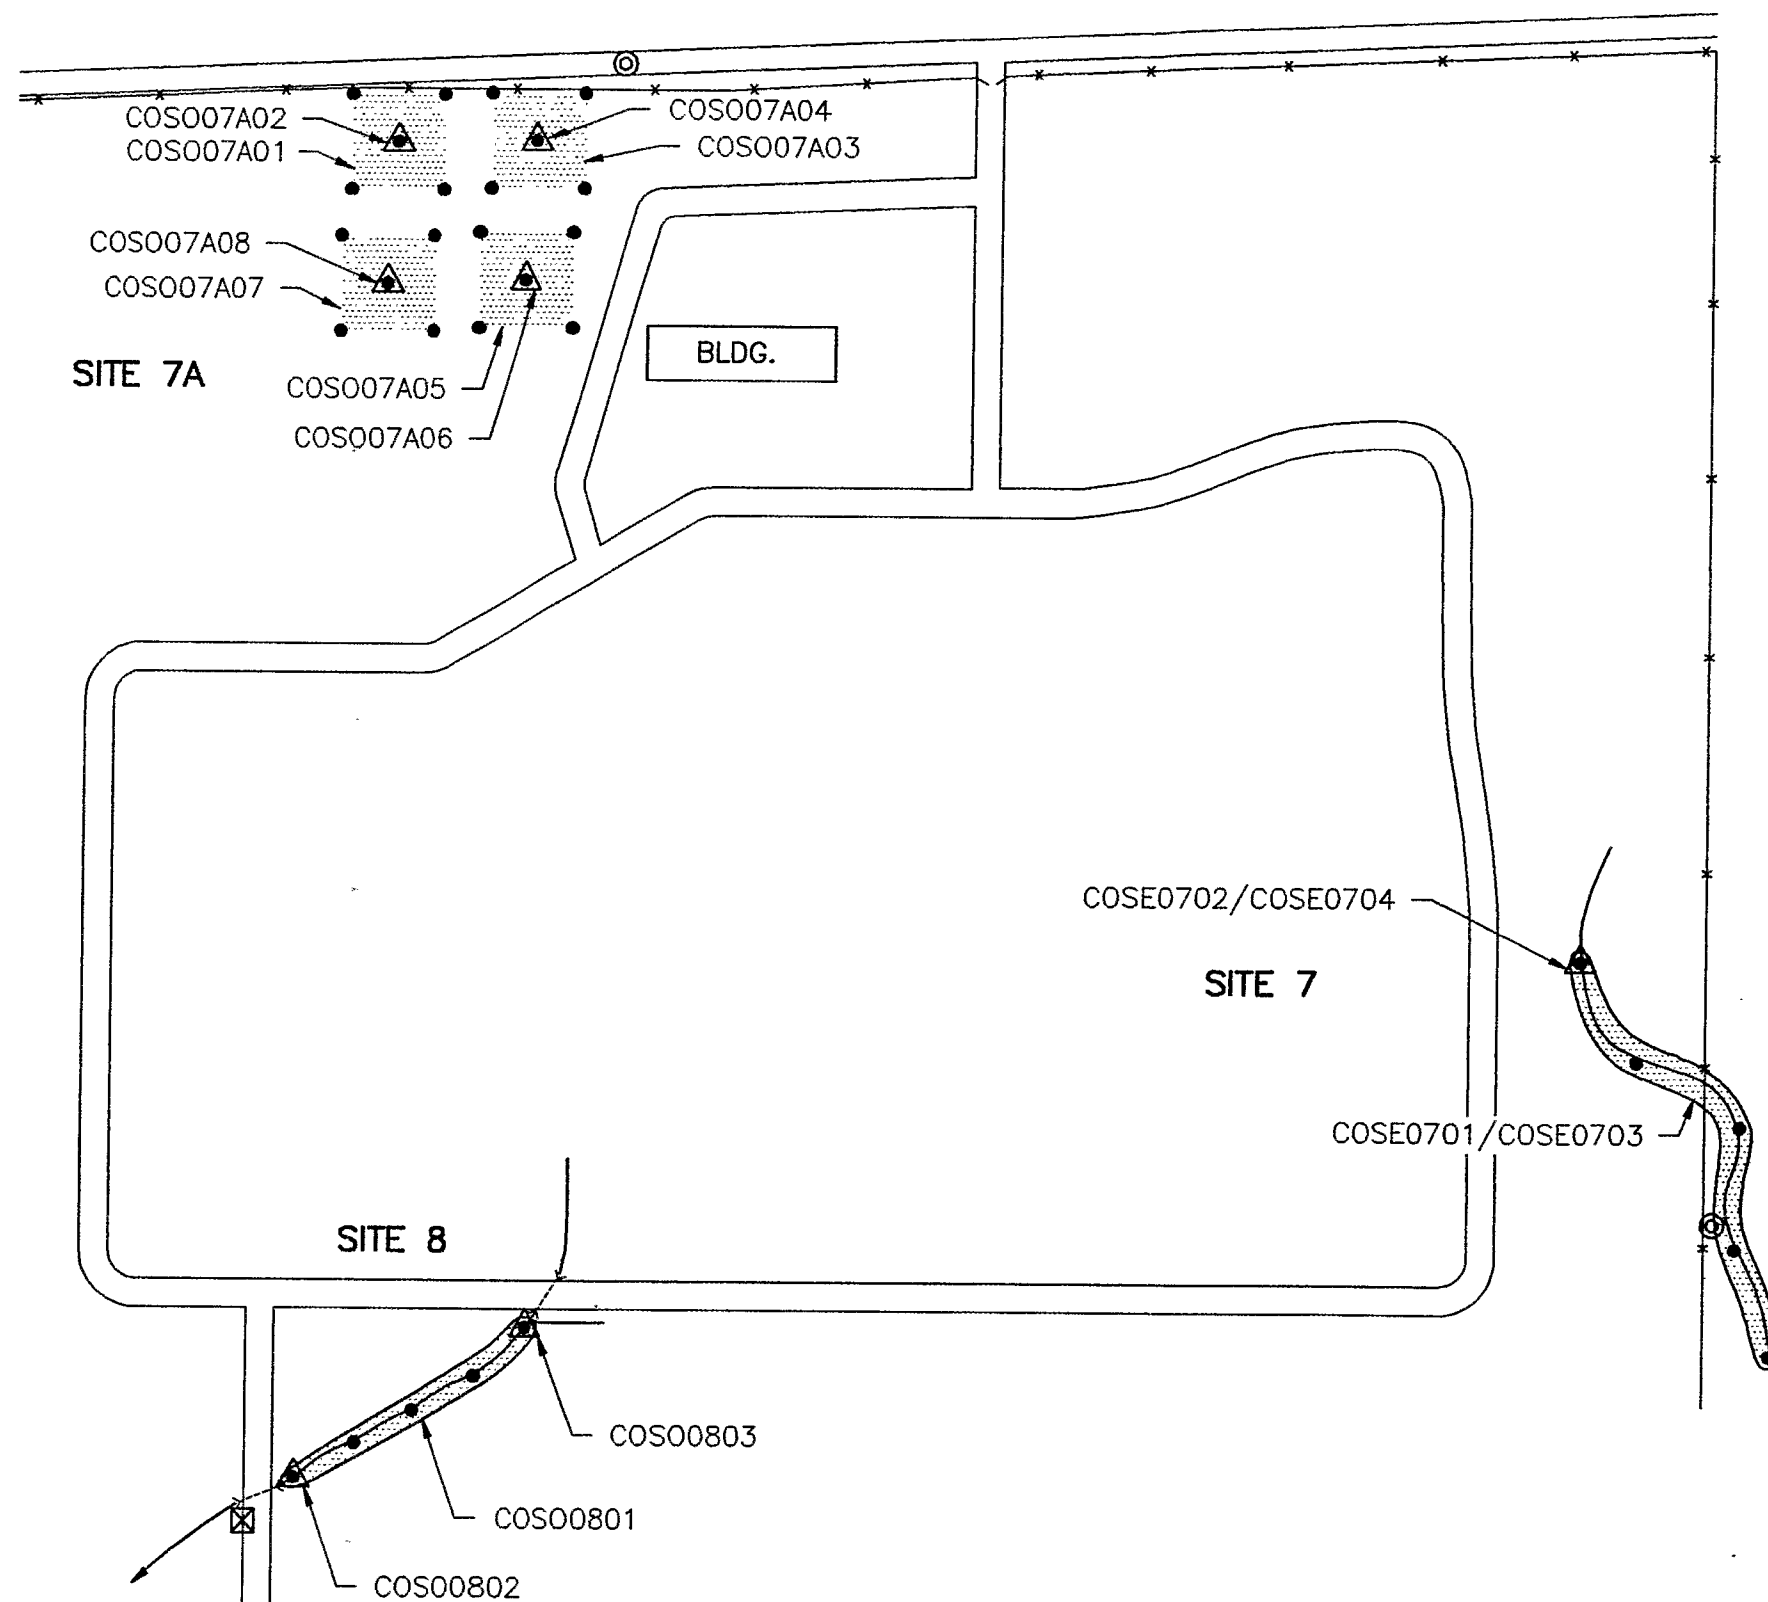 COSO07A02
COSO07A01
COSO07A04
COSO07A03
COSO07A08
COSO07A07
SITE 7A
COSO07A05
COSO07A06
BLDG.
COSE0702/COSE0704
SITE 7
COSE0701/COSE0703
SITE 8
COSO0803
COSO0801
COSO0802